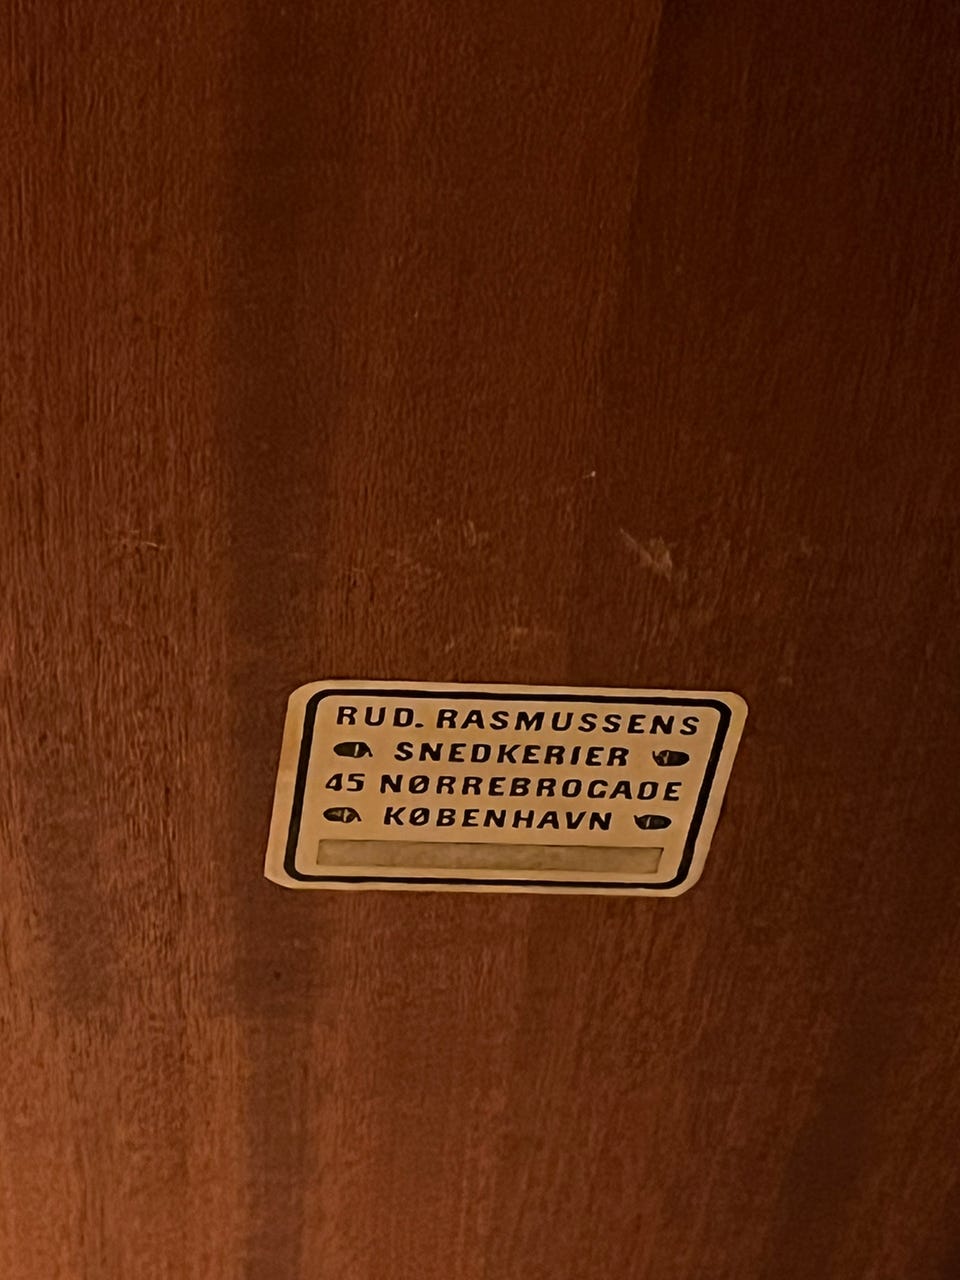 RUD. RASMUSSENS
SNEDKERIER
45 NØRREBROGADE
KØBENHAVN